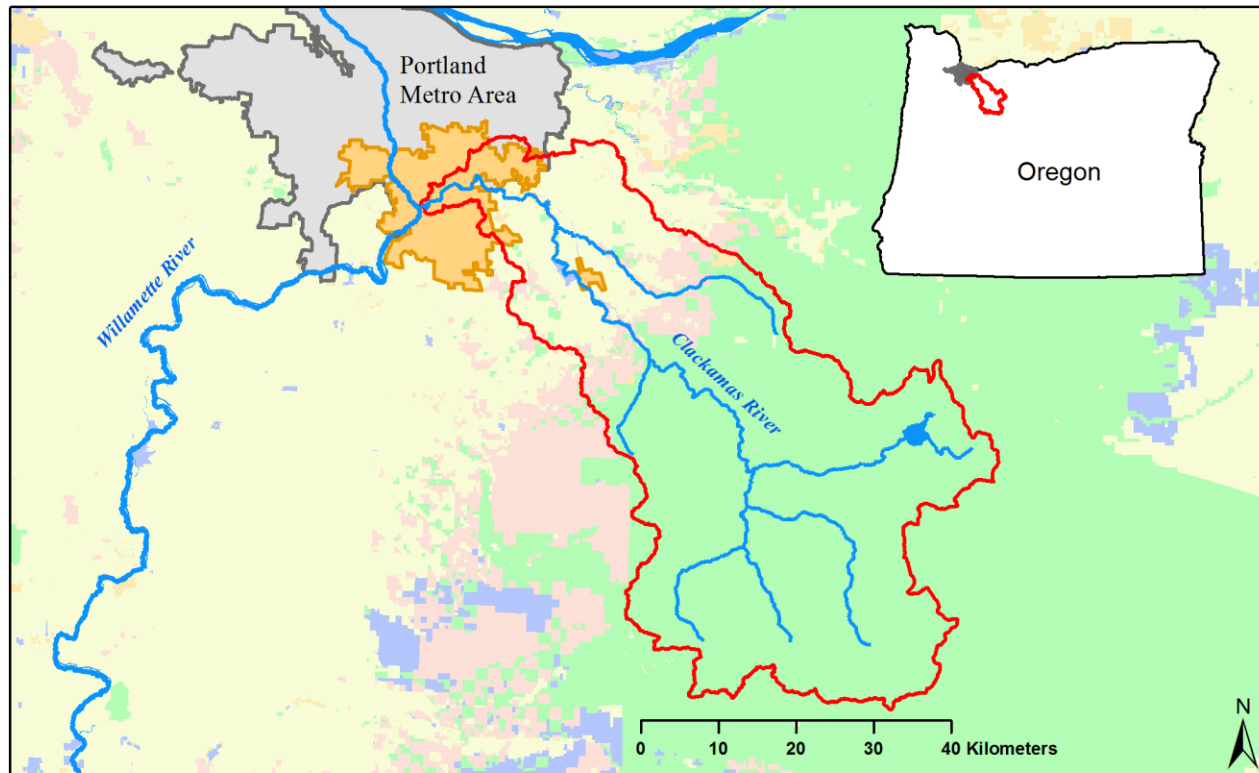 Portland
Metro Area
Oregon
Willamette River
Clackamas River
N
0 10 20 30 40 Kilometers